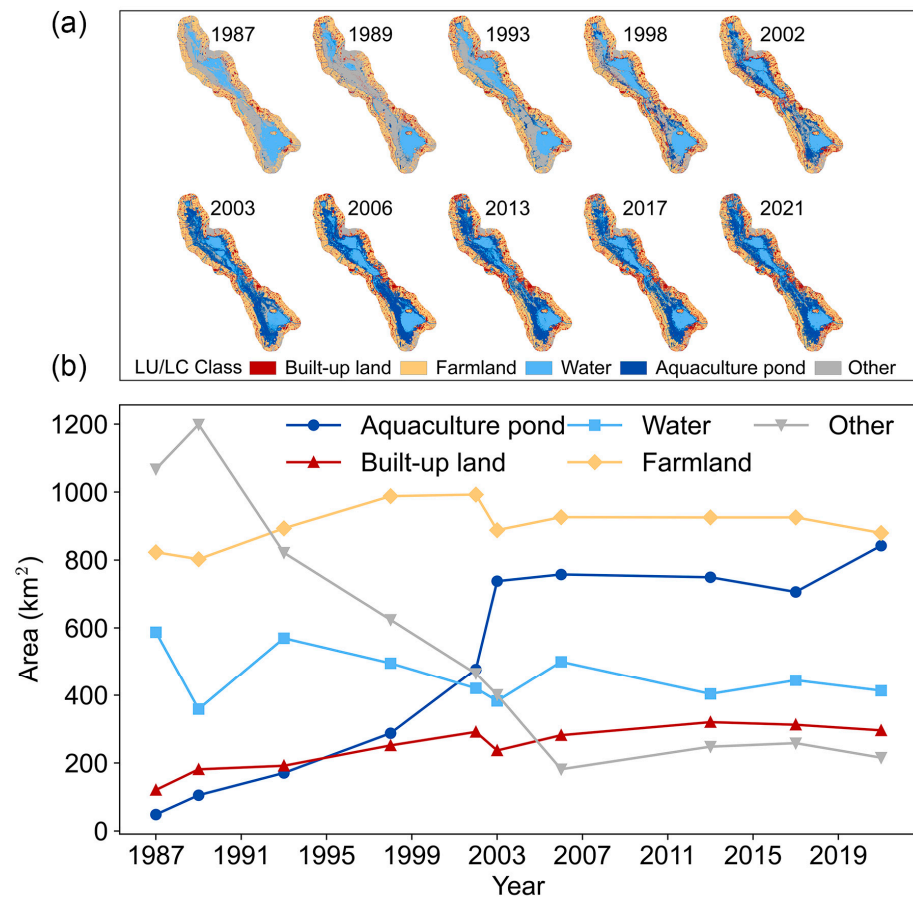 (a)
1987 1989 1993 1998 2002
2003 2006 2013 2017 2021
LU/LC Class Built-up land Farmland Water Aquaculture pond Other
(b)
Aquaculture pond Water Other
Built-up land Farmland
1200
1000
800
600
400
200
0
Area (km²)
1987 1991 1995 1999 2003 2007 2011 2015 2019
Year